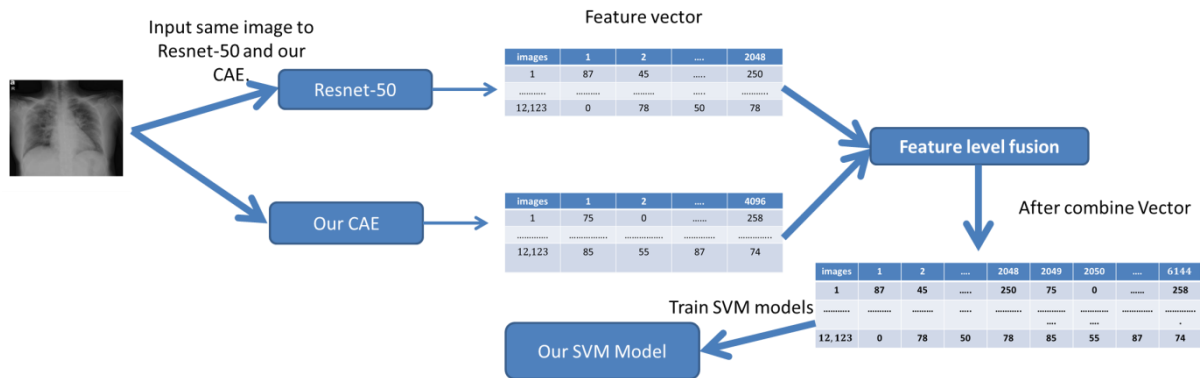 Input same image to
Resnet-50 and our
CAE.
Feature vector
Resnet-50
images 1 2 .... 2048
1 87 45 ..... 250
.......... ......... ..... ...........
12,123 0 78 50 78
Our CAE
images 1 2 .... 4096
1 75 0 ...... 258
............. .............. .............. ............. .............
12,123 85 55 87 74
Feature level fusion
After combine Vector
images 1 2 .... 2048 2049 2050 .... 6144
1 87 45 ..... 250 75 0 ...... 258
........... .......... ......... ..... ........... ................ ................ ............. ..............
12,123 0 78 50 78 85 55 87 74
Train SVM models
Our SVM Model